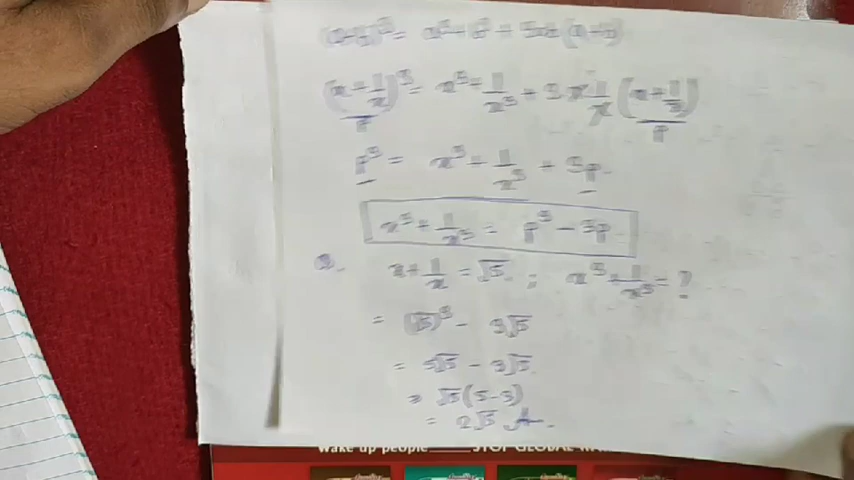 (a+b)³ = a³+b³+3ab(a+b)
(x+1/x)³ = x³+1/x³+3x·1/x(x+1/x)
P P
P³ = x³+1/x³+3P
x³+1/x³ = P³-3P
Q. x+1/x = √5 ; x³+1/x³ = ?
= (√5)³ - 3√5
= 5√5 - 3√5
= √5(5-3)
= 2√5
wake up people STOP GLOBAL